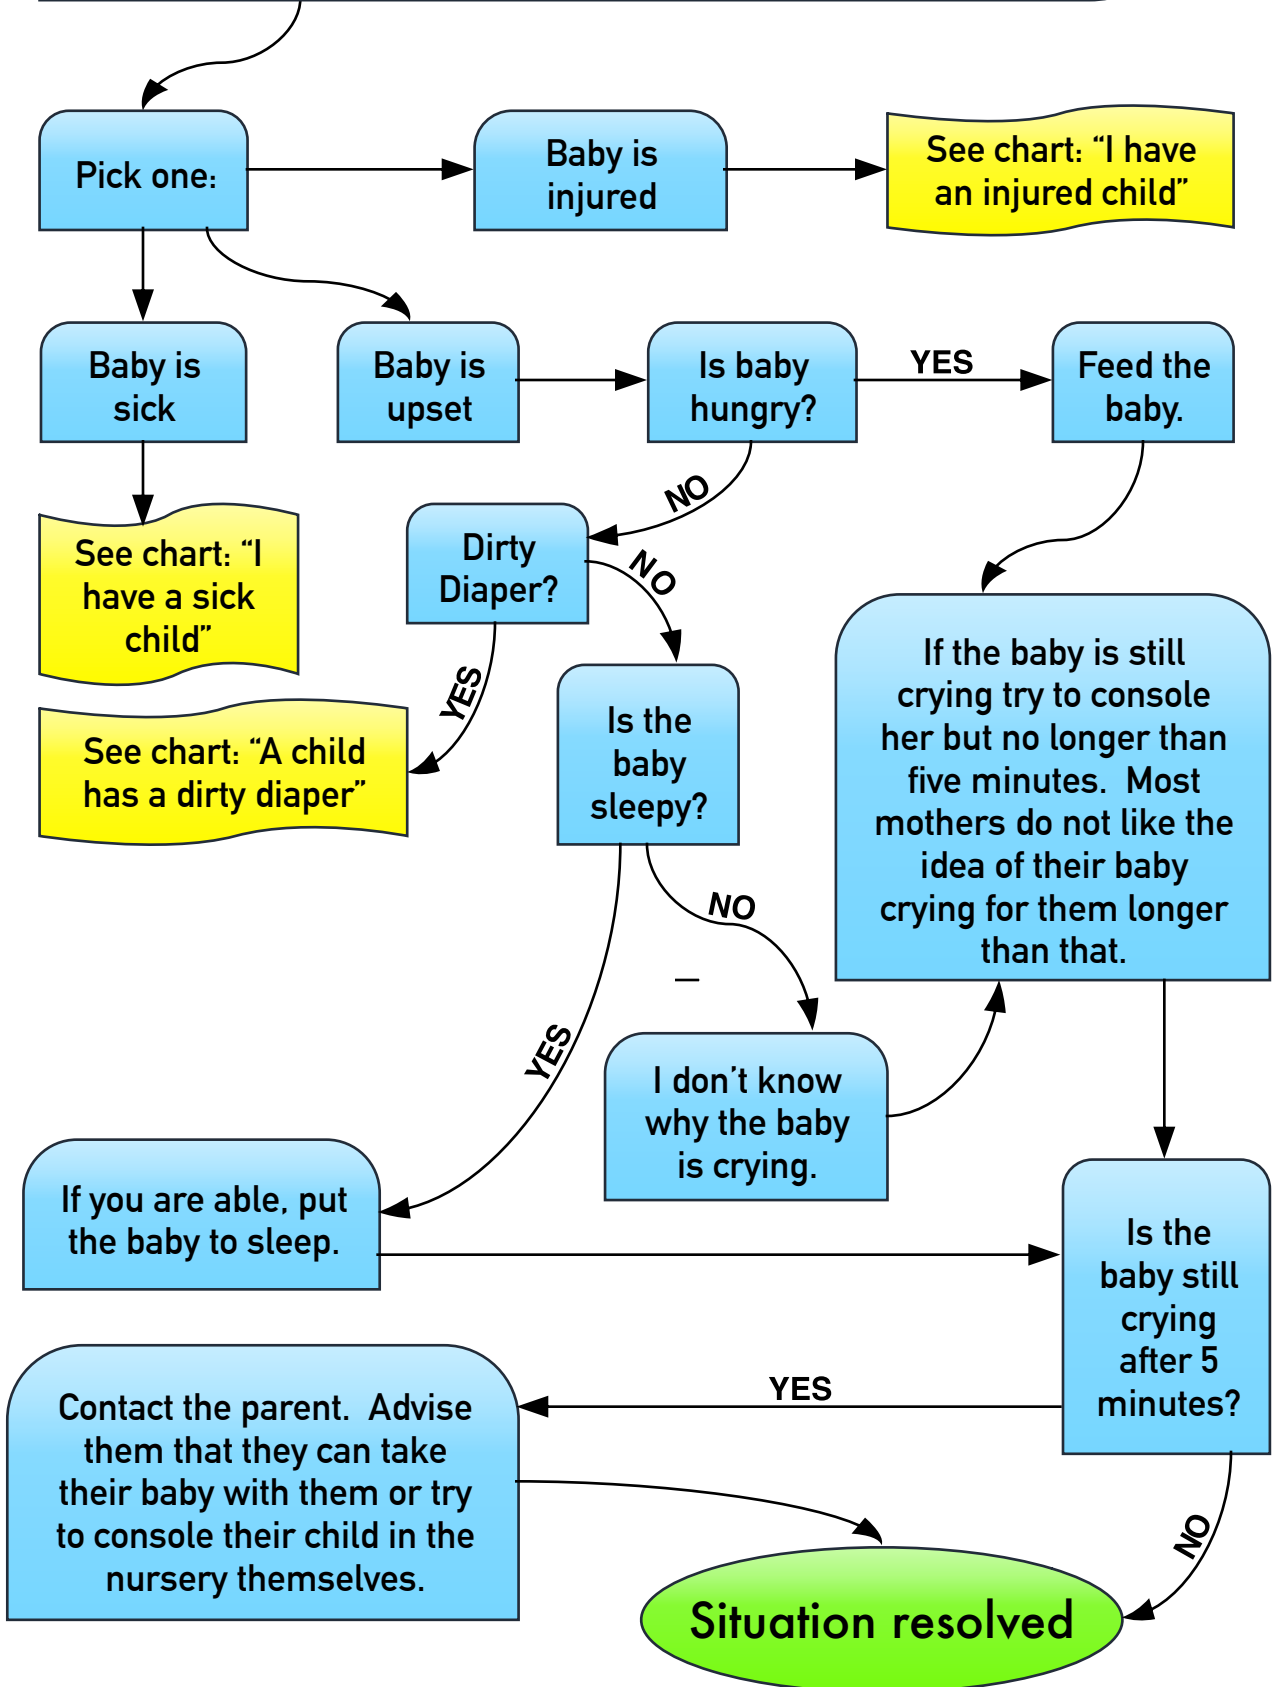 Pick one:
Baby is
injured
See chart: “I have
an injured child”
Baby is
sick
Baby is
upset
Is baby
hungry?
YES
Feed the
baby.
NO
See chart: “I
have a sick
child”
Dirty
Diaper?
NO
YES
See chart: “A child
has a dirty diaper”
Is the
baby
sleepy?
If the baby is still
crying try to console
her but no longer than
five minutes.  Most
mothers do not like the
idea of their baby
crying for them longer
than that.
NO
YES
I don’t know
why the baby
is crying.
If you are able, put
the baby to sleep.
Is the
baby still
crying
after 5
minutes?
YES
Contact the parent.  Advise
them that they can take
their baby with them or try
to console their child in the
nursery themselves.
NO
Situation resolved